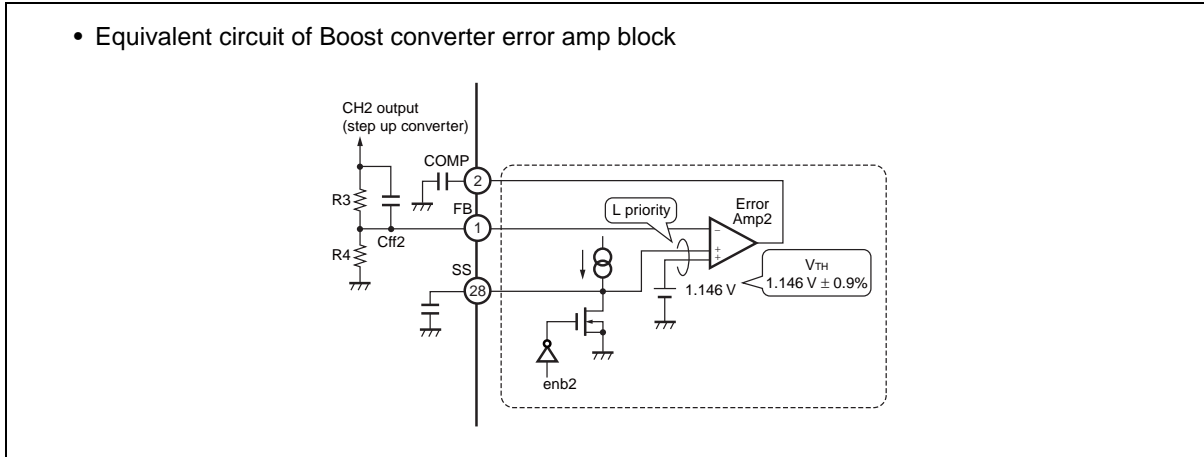 • Equivalent circuit of Boost converter error amp block
CH2 output
(step up converter)
COMP
2
R3
FB
1
L priority
Error
Amp2
Cff2
R4
SS
28
1.146 V
VTH
1.146 V ± 0.9%
enb2